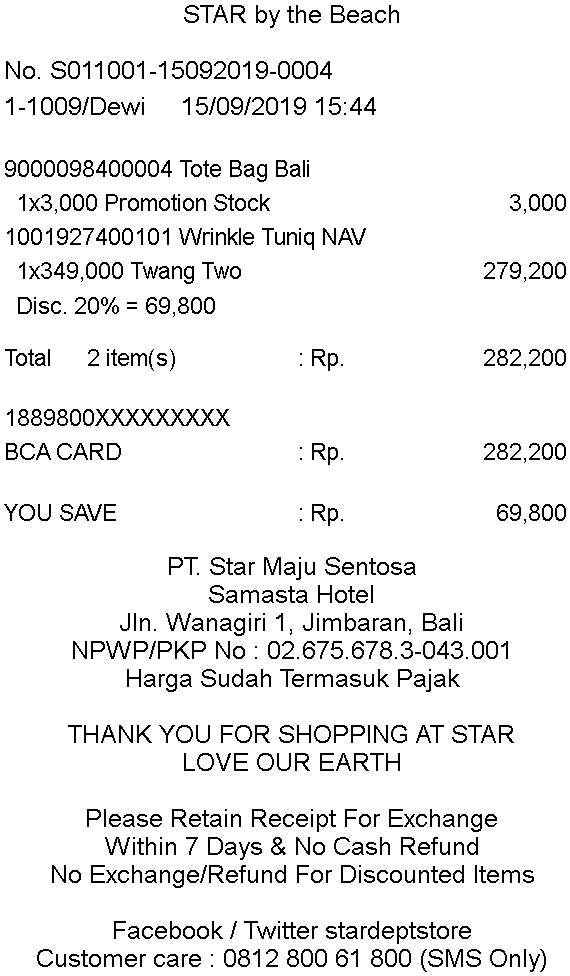 STAR by the Beach
No. S011001-15092019-0004
1-1009/Dewi 15/09/2019 15:44
9000098400004 Tote Bag Bali
1x3,000 Promotion Stock 3,000
1001927400101 Wrinkle Tuniq NAV
1x349,000 Twang Two 279,200
Disc. 20% = 69,800
Total 2 item(s) : Rp. 282,200
1889800XXXXXXXXX
BCA CARD : Rp. 282,200
YOU SAVE : Rp. 69,800
PT. Star Maju Sentosa
Samasta Hotel
Jln. Wanagiri 1, Jimbaran, Bali
NPWP/PKP No : 02.675.678.3-043.001
Harga Sudah Termasuk Pajak
THANK YOU FOR SHOPPING AT STAR
LOVE OUR EARTH
Please Retain Receipt For Exchange
Within 7 Days & No Cash Refund
No Exchange/Refund For Discounted Items
Facebook / Twitter stardeptstore
Customer care : 0812 800 61 800 (SMS Only)